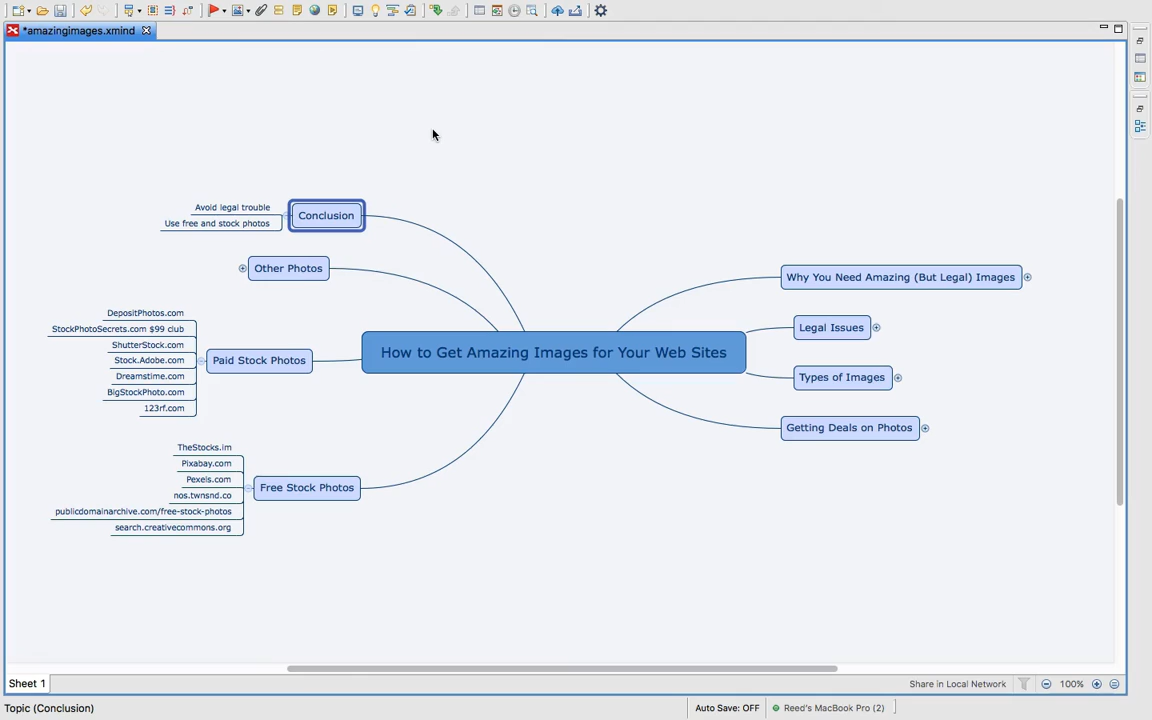 *amazingimages.xmind
Avoid legal trouble
Use free and stock photos
Conclusion
Other Photos
DepositPhotos.com
StockPhotoSecrets.com $99 club
ShutterStock.com
Stock.Adobe.com
Dreamstime.com
BigStockPhoto.com
123rf.com
Paid Stock Photos
TheStocks.im
Pixabay.com
Pexels.com
nos.twnsnd.co
publicdomainarchive.com/free-stock-photos
search.creativecommons.org
Free Stock Photos
How to Get Amazing Images for Your Web Sites
Why You Need Amazing (But Legal) Images
Legal Issues
Types of Images
Getting Deals on Photos
Sheet 1
Share in Local Network
100%
Topic (Conclusion)
Auto Save: OFF
Reed's MacBook Pro (2)